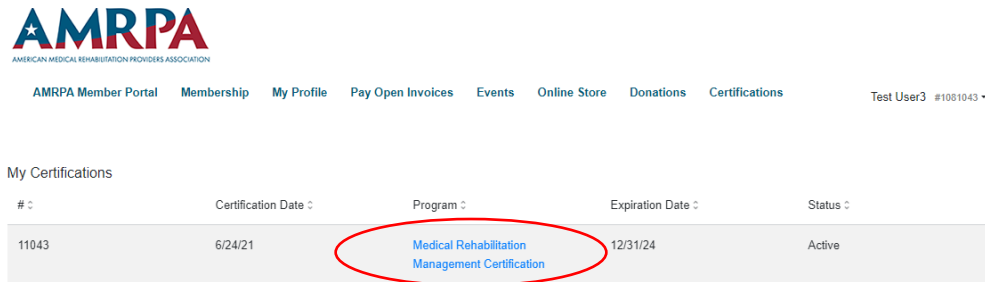 AMRPA
AMERICAN MEDICAL REHABILITATION PROVIDERS ASSOCIATION
AMRPA Member Portal Membership My Profile Pay Open Invoices Events Online Store Donations Certifications
Test User3 #1081043
My Certifications
# Certification Date Program Expiration Date Status
11043 6/24/21 Medical Rehabilitation 12/31/24 Active
Management Certification